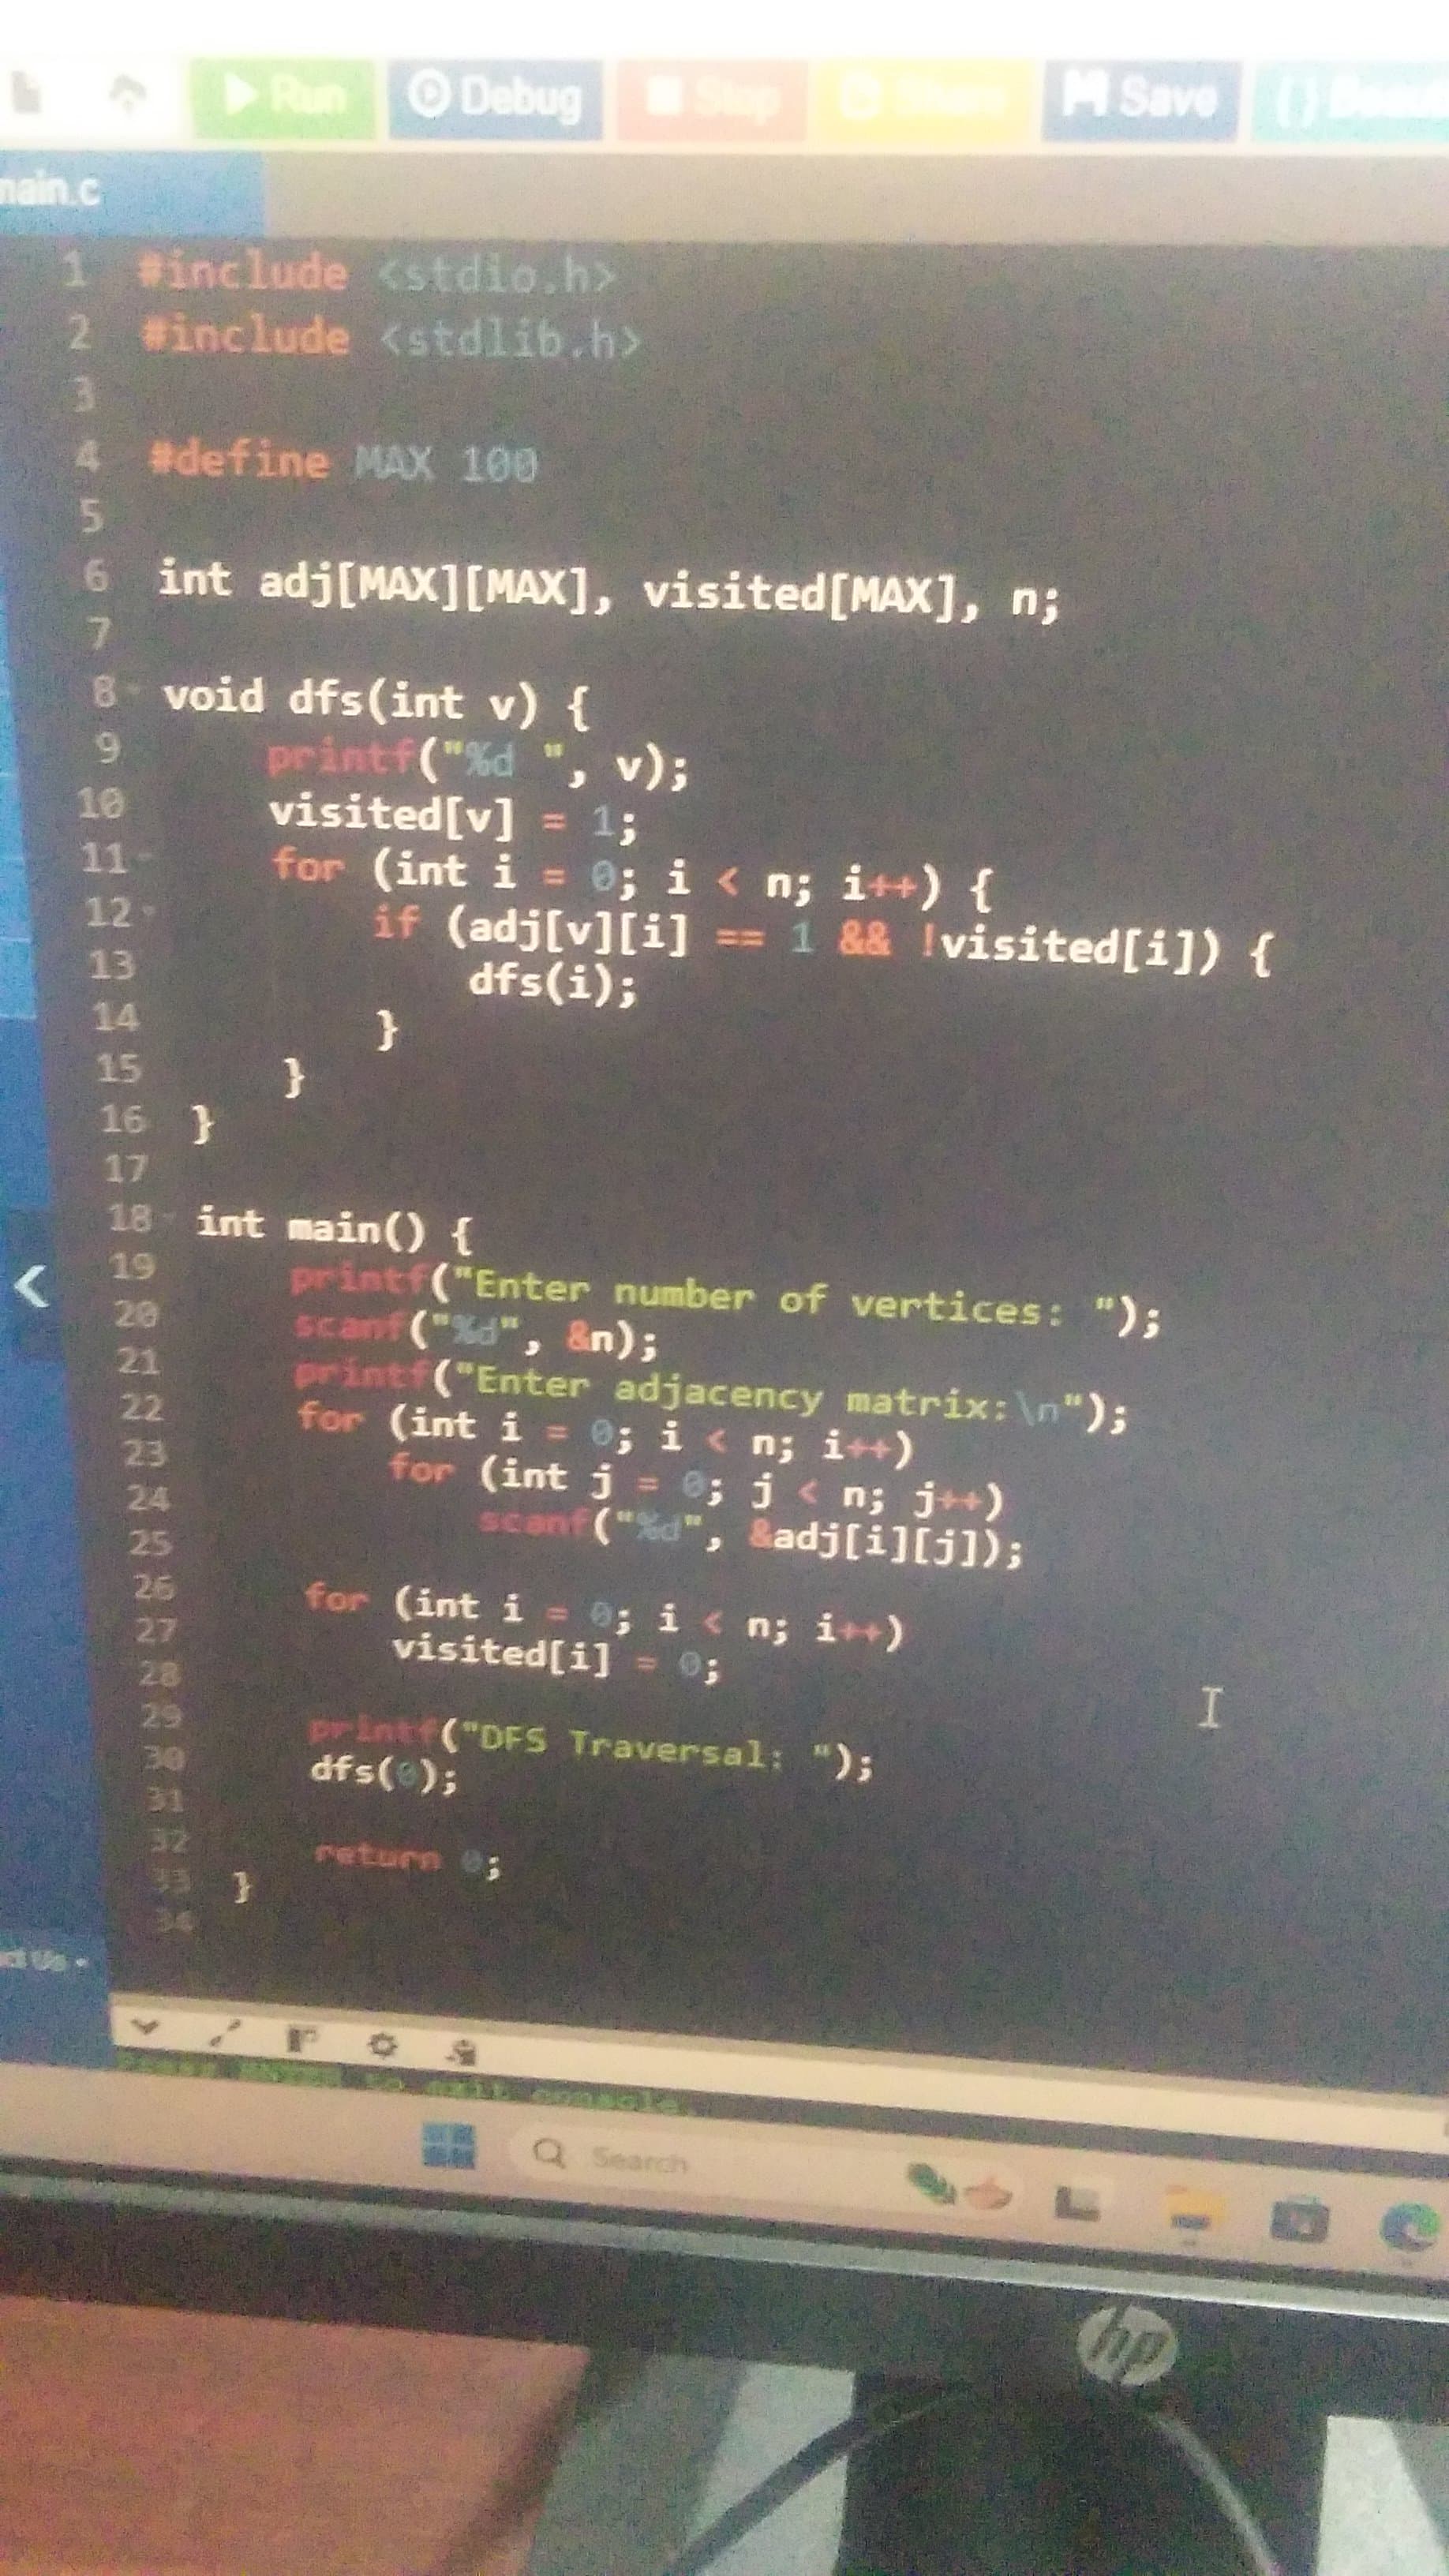 Run Debug Stop Share Save { }
main.c
1 #include <stdio.h>
2 #include <stdlib.h>
3
4 #define MAX 100
5
6 int adj[MAX][MAX], visited[MAX], n;
7
8 void dfs(int v) {
9     printf("%d ", v);
10     visited[v] = 1;
11     for (int i = 0; i < n; i++) {
12         if (adj[v][i] == 1 && !visited[i]) {
13             dfs(i);
14         }
15     }
16 }
17
18 int main() {
19     printf("Enter number of vertices: ");
20     scanf("%d", &n);
21     printf("Enter adjacency matrix:\n");
22     for (int i = 0; i < n; i++)
23         for (int j = 0; j < n; j++)
24             scanf("%d", &adj[i][j]);
25
26     for (int i = 0; i < n; i++)
27         visited[i] = 0;
28
29     printf("DFS Traversal: ");
30     dfs(0);
31
32     return 0;
33 }
34
Press ENTER to exit console.
Search
hp